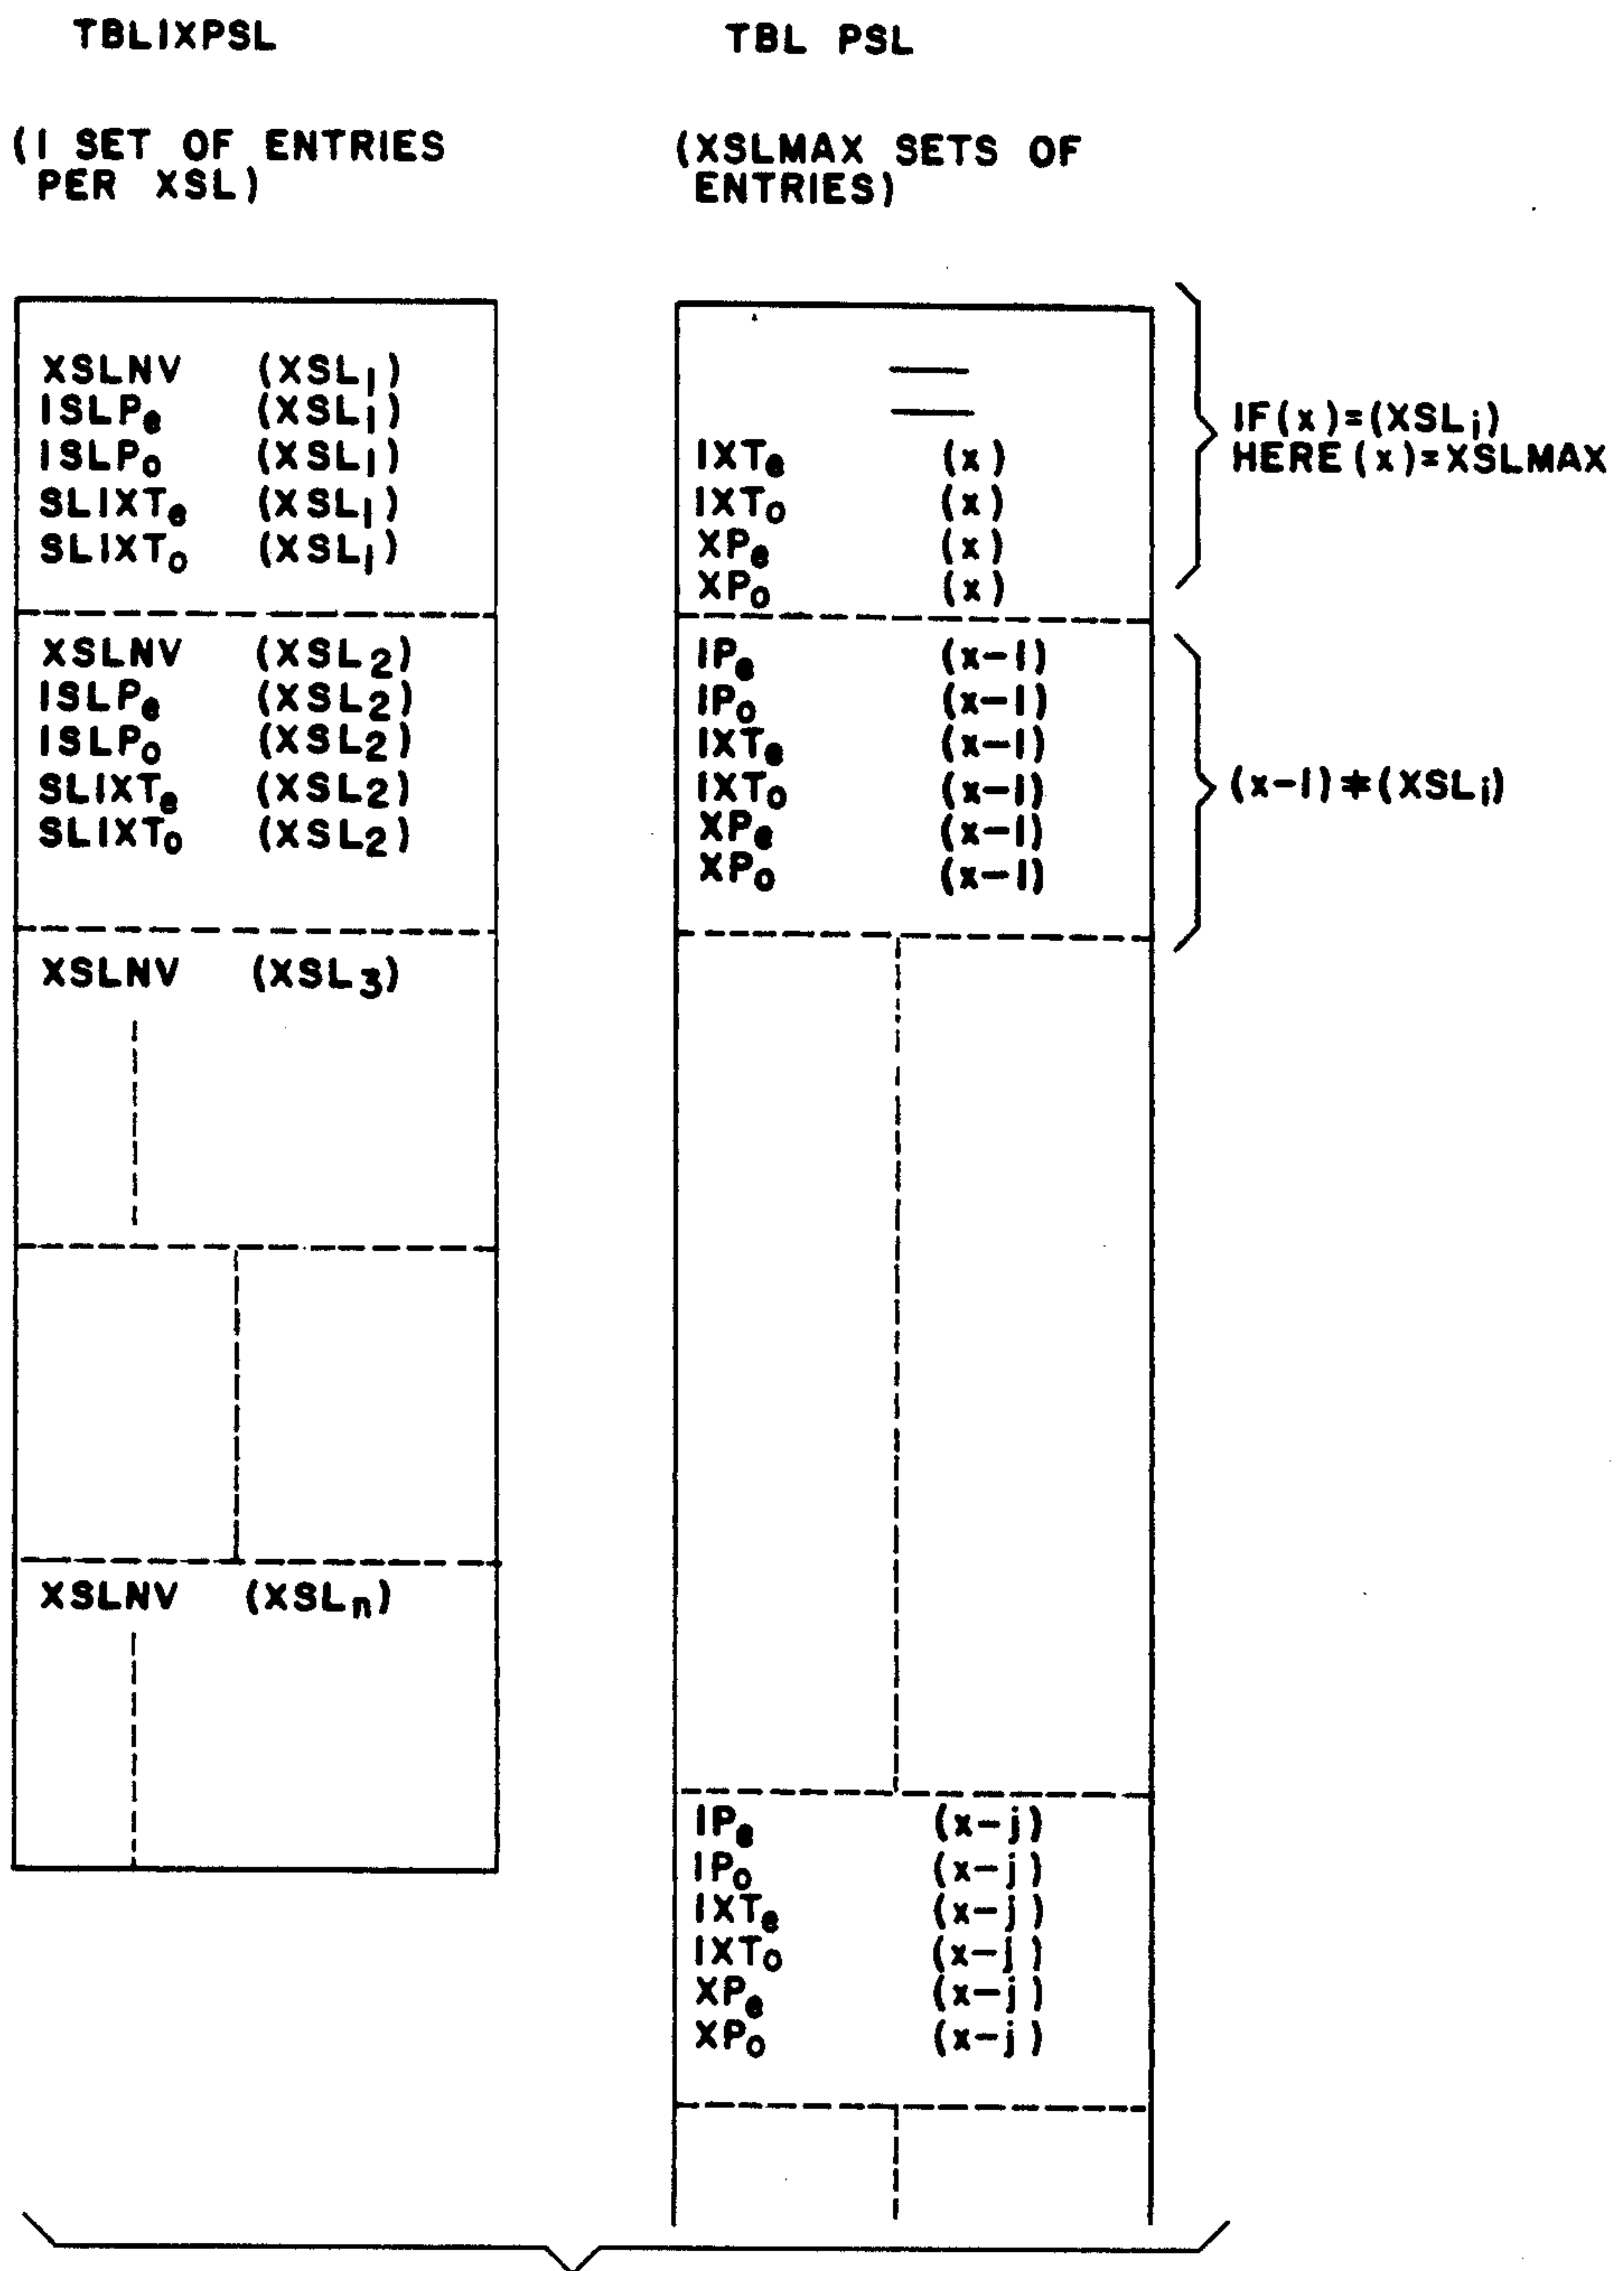 TBLIXPSL
(1 SET OF ENTRIES
PER XSL)
XSLNV (XSL₁)
ISLPₑ (XSL₁)
ISLPₒ (XSL₁)
SLIXTₑ (XSL₁)
SLIXTₒ (XSL₁)
XSLNV (XSL₂)
ISLPₑ (XSL₂)
ISLPₒ (XSL₂)
SLIXTₑ (XSL₂)
SLIXTₒ (XSL₂)
XSLNV (XSL₃)
XSLNV (XSLₙ)
TBL PSL
(XSLMAX SETS OF
ENTRIES)
IXTₑ (x)
IXTₒ (x)
XPₑ (x)
XPₒ (x)
IF(x)=(XSLᵢ)
HERE (x)=XSLMAX
IPₑ (x-1)
IPₒ (x-1)
IXTₑ (x-1)
IXTₒ (x-1)
XPₑ (x-1)
XPₒ (x-1)
(x-1)≠(XSLᵢ)
IPₑ (x-j)
IPₒ (x-j)
IXTₑ (x-j)
IXTₒ (x-j)
XPₑ (x-j)
XPₒ (x-j)